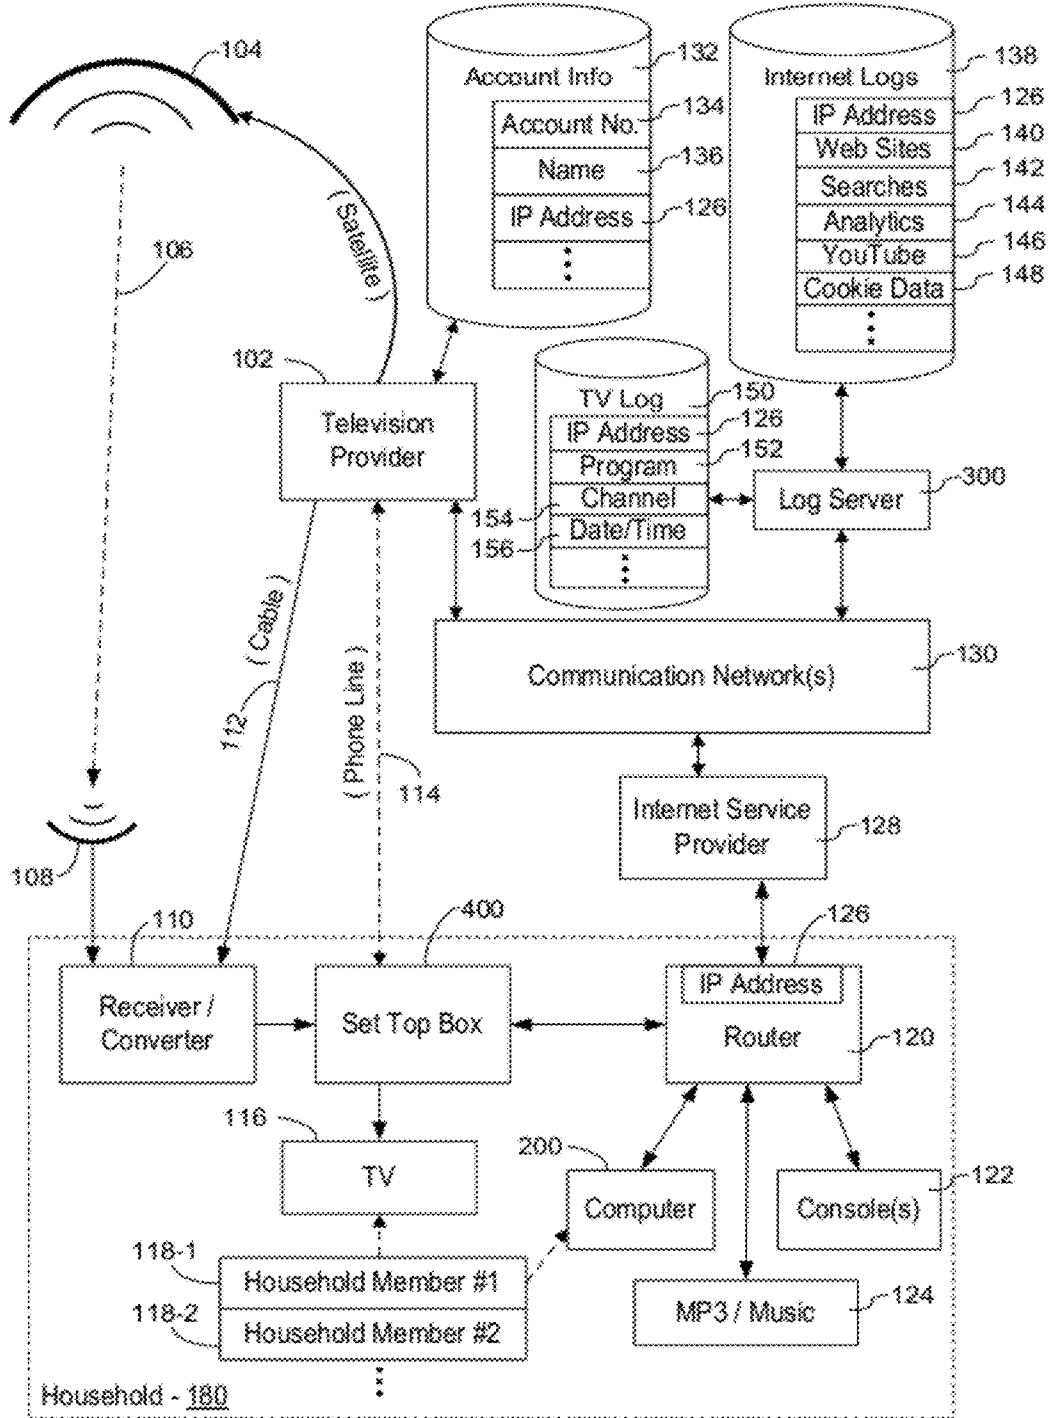 104
132
Account Info
134
Account No.
136
Name
126
IP Address
138
Internet Logs
126
IP Address
140
Web Sites
142
Searches
144
Analytics
146
YouTube
148
Cookie Data
106
( Satellite )
102
Television
Provider
150
TV Log
126
IP Address
152
Program
154
Channel
156
Date/Time
300
Log Server
( Cable )
112
( Phone Line )
114
130
Communication Network(s)
Internet Service
Provider
128
108
110
400
126
IP Address
Receiver /
Converter
Set Top Box
Router
120
116
TV
200
Computer
122
Console(s)
118-1
Household Member #1
118-2
Household Member #2
124
MP3 / Music
Household - 180